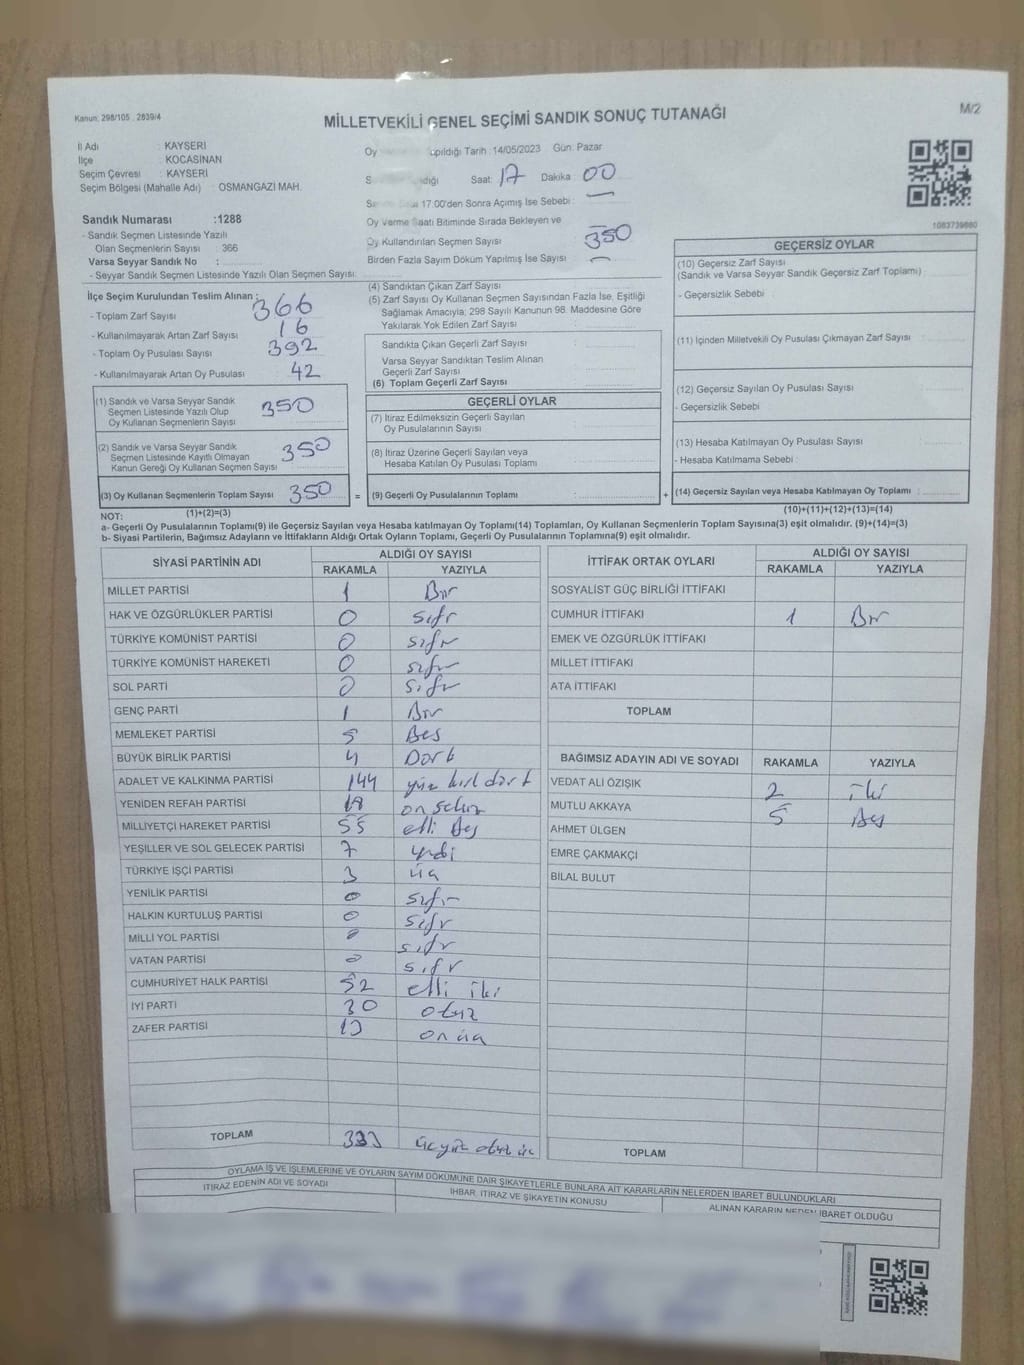 Kanun: 298/105 2839/4
MİLLETVEKİLİ GENEL SEÇİMİ SANDIK SONUÇ TUTANAĞI
M/2
İl Adı : KAYSERİ
İlçe : KOCASİNAN
Seçim Çevresi : KAYSERİ
Seçim Bölgesi (Mahalle Adı) : OSMANGAZİ MAH.
Oy apıldığı Tarih :14/05/2023 Gün: Pazar
Saat: 17 Dakika: 00
17:00'den Sonra Açımış İse Sebebi : —
Oy Verme Saati Bitiminde Sırada Bekleyen ve
Oy Kullandırılan Seçmen Sayısı : 350
Birden Fazla Sayım Döküm Yapılmış İse Sayısı —
1083739880
Sandık Numarası :1288
- Sandık Seçmen Listesinde Yazılı
Olan Seçmenlerin Sayısı : 366
Varsa Seyyar Sandık No :
- Seyyar Sandık Seçmen Listesinde Yazılı Olan Seçmen Sayısı:
İlçe Seçim Kurulundan Teslim Alınan :
- Toplam Zarf Sayısı 366
- Kullanılmayarak Artan Zarf Sayısı 16
- Toplam Oy Pusulası Sayısı 392
- Kullanılmayarak Artan Oy Pusulası 42
(1) Sandık ve Varsa Seyyar Sandık
Seçmen Listesinde Yazılı Olup
Oy Kullanan Seçmenlerin Sayısı 350
(2) Sandık ve Varsa Seyyar Sandık
Seçmen Listesinde Kayıtlı Olmayan
Kanun Gereği Oy Kullanan Seçmen Sayısı 350
(3) Oy Kullanan Seçmenlerin Toplam Sayısı 350
(1)+(2)=(3)
(4) Sandıktan Çıkan Zarf Sayısı
(5) Zarf Sayısı Oy Kullanan Seçmen Sayısından Fazla İse, Eşitliği
Sağlamak Amacıyla; 298 Sayılı Kanunun 98. Maddesine Göre
Yakılarak Yok Edilen Zarf Sayısı :
Sandıkta Çıkan Geçerli Zarf Sayısı :
Varsa Seyyar Sandıktan Teslim Alınan
Geçerli Zarf Sayısı :
(6) Toplam Geçerli Zarf Sayısı
GEÇERLİ OYLAR
(7) İtiraz Edilmeksizin Geçerli Sayılan
Oy Pusulalarının Sayısı :
(8) İtiraz Üzerine Geçerli Sayılan veya
Hesaba Katılan Oy Pusulası Toplamı :
= (9) Geçerli Oy Pusulalarının Toplamı :
GEÇERSİZ OYLAR
(10) Geçersiz Zarf Sayısı
(Sandık ve Varsa Seyyar Sandık Geçersiz Zarf Toplamı) :
- Geçersizlik Sebebi :
(11) İçinden Milletvekili Oy Pusulası Çıkmayan Zarf Sayısı :
(12) Geçersiz Sayılan Oy Pusulası Sayısı
- Geçersizlik Sebebi :
(13) Hesaba Katılmayan Oy Pusulası Sayısı
- Hesaba Katılmama Sebebi :
+ (14) Geçersiz Sayılan veya Hesaba Katılmayan Oy Toplamı :
(10)+(11)+(12)+(13)=(14)
NOT:
a- Geçerli Oy Pusulalarının Toplamı(9) ile Geçersiz Sayılan veya Hesaba katılmayan Oy Toplamı(14) Toplamları, Oy Kullanan Seçmenlerin Toplam Sayısına(3) eşit olmalıdır. (9)+(14)=(3)
b- Siyasi Partilerin, Bağımsız Adayların ve İttifakların Aldığı Ortak Oyların Toplamı, Geçerli Oy Pusulalarının Toplamına(9) eşit olmalıdır.
SİYASİ PARTİNİN ADI ALDIĞI OY SAYISI
RAKAMLA YAZIYLA
MİLLET PARTİSİ 1 Bir
HAK VE ÖZGÜRLÜKLER PARTİSİ 0 sıfır
TÜRKİYE KOMÜNİST PARTİSİ 0 sıfır
TÜRKİYE KOMÜNİST HAREKETİ 0 sıfır
SOL PARTİ 0 sıfır
GENÇ PARTİ 1 Bir
MEMLEKET PARTİSİ 5 Beş
BÜYÜK BİRLİK PARTİSİ 4 Dört
ADALET VE KALKINMA PARTİSİ 144 yüz kırk dört
YENİDEN REFAH PARTİSİ 18 on sekiz
MİLLİYETÇİ HAREKET PARTİSİ 55 elli Beş
YEŞİLLER VE SOL GELECEK PARTİSİ 7 yedi
TÜRKİYE İŞÇİ PARTİSİ 3 üç
YENİLİK PARTİSİ 0 sıfır
HALKIN KURTULUŞ PARTİSİ 0 sıfır
MİLLİ YOL PARTİSİ 0 sıfır
VATAN PARTİSİ 0 sıfır
CUMHURİYET HALK PARTİSİ 52 elli iki
İYİ PARTİ 30 otuz
ZAFER PARTİSİ 13 on üç
TOPLAM 333 üçyüz otuz üç
İTTİFAK ORTAK OYLARI ALDIĞI OY SAYISI
RAKAMLA YAZIYLA
SOSYALİST GÜÇ BİRLİĞİ İTTİFAKI
CUMHUR İTTİFAKI 1 Bir
EMEK VE ÖZGÜRLÜK İTTİFAKI
MİLLET İTTİFAKI
ATA İTTİFAKI
TOPLAM
BAĞIMSIZ ADAYIN ADI VE SOYADI RAKAMLA YAZIYLA
VEDAT ALİ ÖZIŞIK 2 iki
MUTLU AKKAYA 5 Beş
AHMET ÜLGEN
EMRE ÇAKMAKÇI
BİLAL BULUT
TOPLAM
OYLAMA İŞ VE İŞLEMLERİNE VE OYLARIN SAYIM DÖKÜMÜNE DAİR ŞİKAYETLERLE BUNLARA AİT KARARLARIN NELERDEN İBARET BULUNDUKLARI
İTİRAZ EDENİN ADI VE SOYADI
İHBAR, İTİRAZ VE ŞİKAYETİN KONUSU
ALINAN KARARIN NEDEN İBARET OLDUĞU